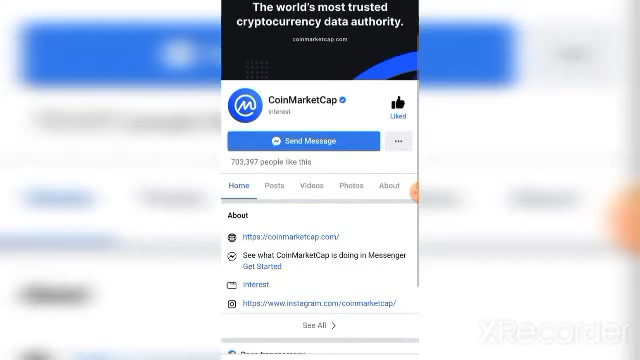 The world's most trusted
cryptocurrency data authority.
coinmarketcap.com
CoinMarketCap
Interest
Liked
Send Message
703,397 people like this
Home Posts Videos Photos About
About
https://coinmarketcap.com/
See what CoinMarketCap is doing in Messenger
Get Started
Interest
https://www.instagram.com/coinmarketcap/
See All
Page transparency
XRecorder